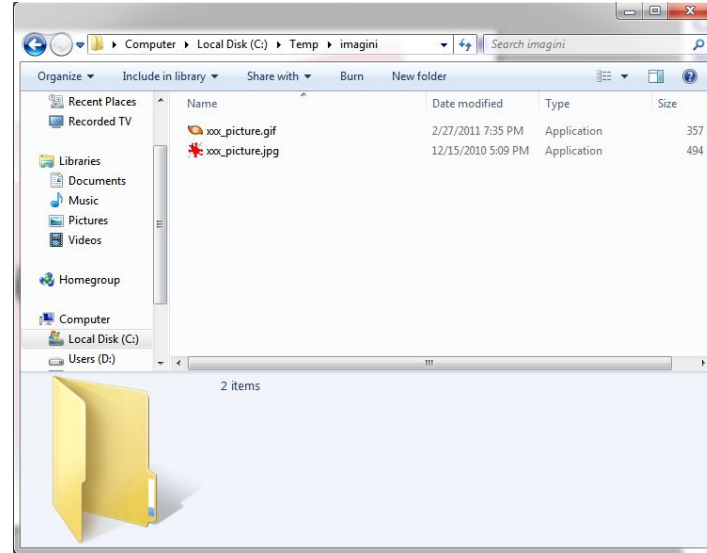 Computer ▸ Local Disk (C:) ▸ Temp ▸ imagini
Search imagini
Organize ▾ Include in library ▾ Share with ▾ Burn New folder
Recent Places
Recorded TV
Libraries
Documents
Music
Pictures
Videos
Homegroup
Computer
Local Disk (C:)
Users (D:)
Name Date modified Type Size
xxx_picture.gif 2/27/2011 7:35 PM Application 357
xxx_picture.jpg 12/15/2010 5:09 PM Application 494
2 items